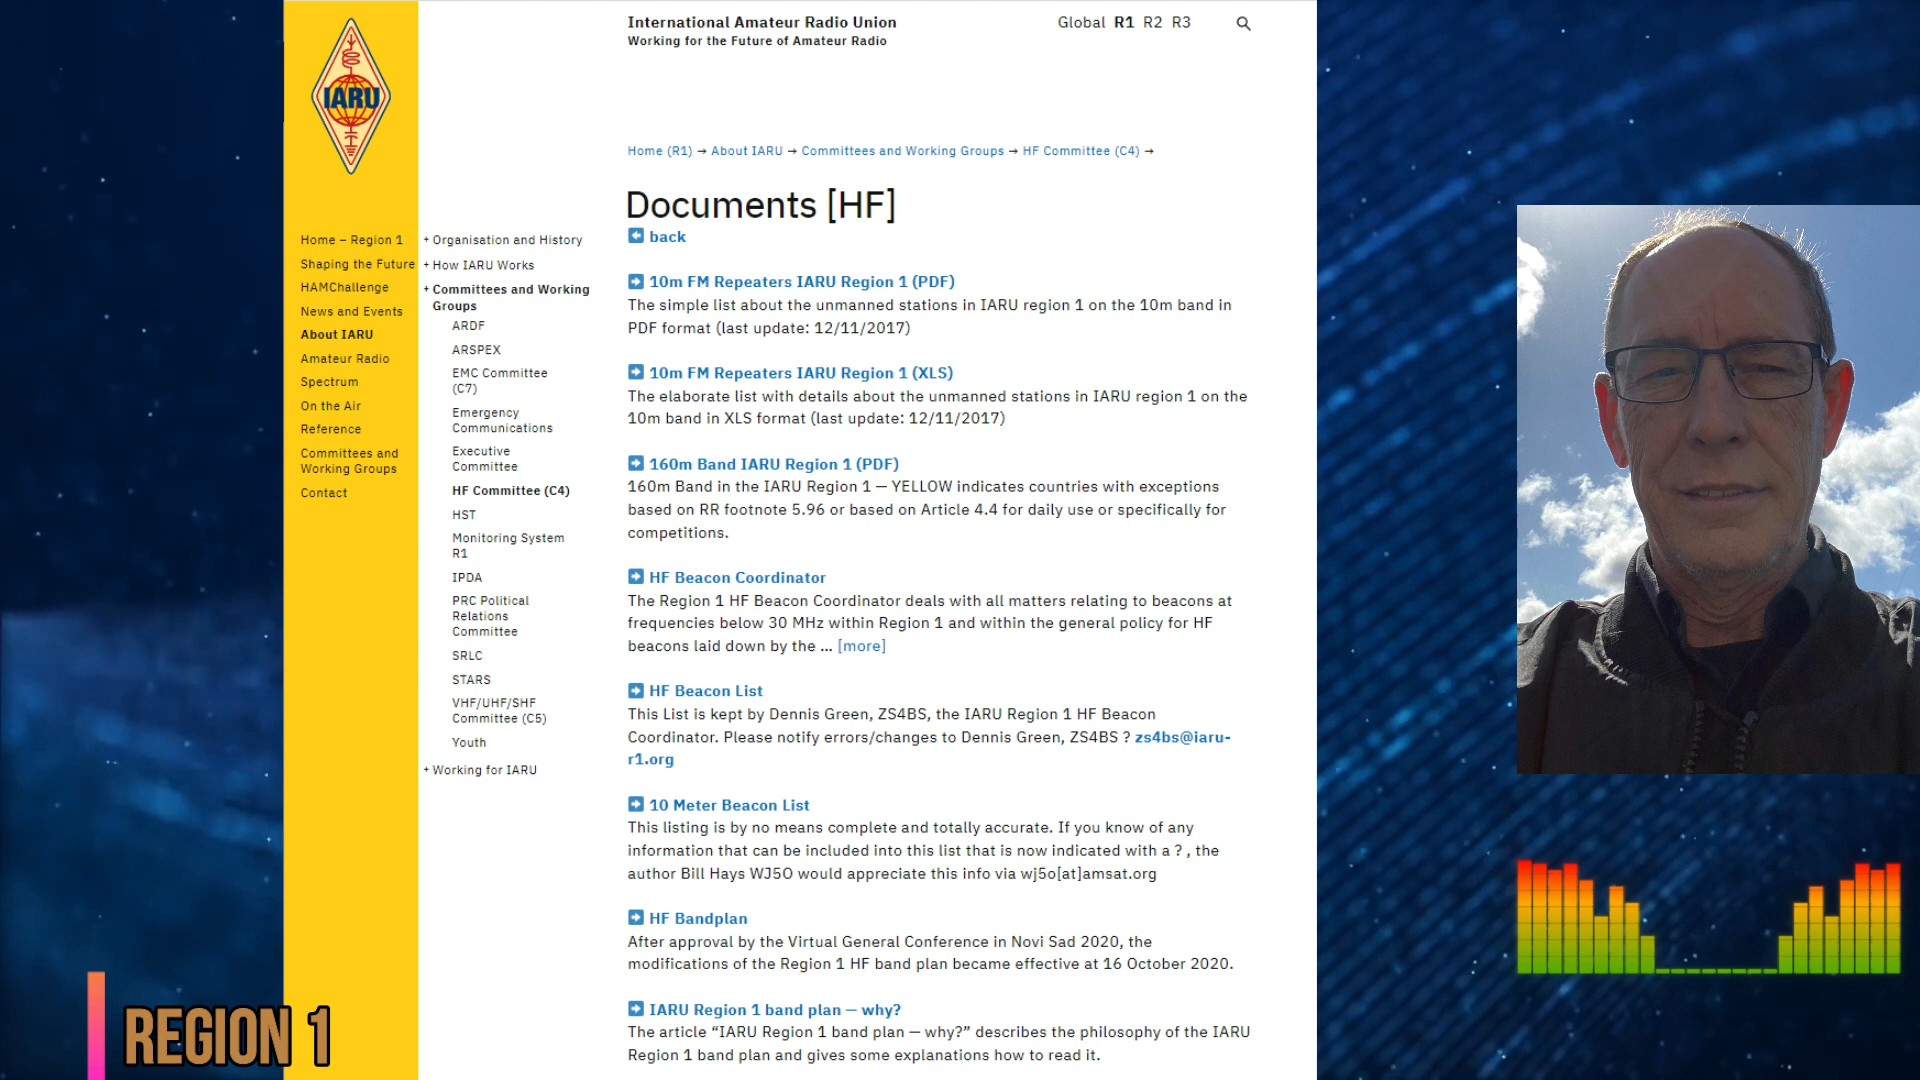 IARU
International Amateur Radio Union
Working for the Future of Amateur Radio
Global R1 R2 R3
Home (R1) → About IARU → Committees and Working Groups → HF Committee (C4) →
Documents [HF]
back
Home – Region 1
Shaping the Future
HAMChallenge
News and Events
About IARU
Amateur Radio
Spectrum
On the Air
Reference
Committees and
Working Groups
Contact
+ Organisation and History
+ How IARU Works
+ Committees and Working
Groups
ARDF
ARSPEX
EMC Committee
(C7)
Emergency
Communications
Executive
Committee
HF Committee (C4)
HST
Monitoring System
R1
IPDA
PRC Political
Relations
Committee
SRLC
STARS
VHF/UHF/SHF
Committee (C5)
Youth
+ Working for IARU
10m FM Repeaters IARU Region 1 (PDF)
The simple list about the unmanned stations in IARU region 1 on the 10m band in
PDF format (last update: 12/11/2017)
10m FM Repeaters IARU Region 1 (XLS)
The elaborate list with details about the unmanned stations in IARU region 1 on the
10m band in XLS format (last update: 12/11/2017)
160m Band IARU Region 1 (PDF)
160m Band in the IARU Region 1 — YELLOW indicates countries with exceptions
based on RR footnote 5.96 or based on Article 4.4 for daily use or specifically for
competitions.
HF Beacon Coordinator
The Region 1 HF Beacon Coordinator deals with all matters relating to beacons at
frequencies below 30 MHz within Region 1 and within the general policy for HF
beacons laid down by the ... [more]
HF Beacon List
This List is kept by Dennis Green, ZS4BS, the IARU Region 1 HF Beacon
Coordinator. Please notify errors/changes to Dennis Green, ZS4BS ? zs4bs@iaru-
r1.org
10 Meter Beacon List
This listing is by no means complete and totally accurate. If you know of any
information that can be included into this list that is now indicated with a ? , the
author Bill Hays WJ5O would appreciate this info via wj5o[at]amsat.org
HF Bandplan
After approval by the Virtual General Conference in Novi Sad 2020, the
modifications of the Region 1 HF band plan became effective at 16 October 2020.
IARU Region 1 band plan — why?
The article “IARU Region 1 band plan — why?” describes the philosophy of the IARU
Region 1 band plan and gives some explanations how to read it.
REGION 1